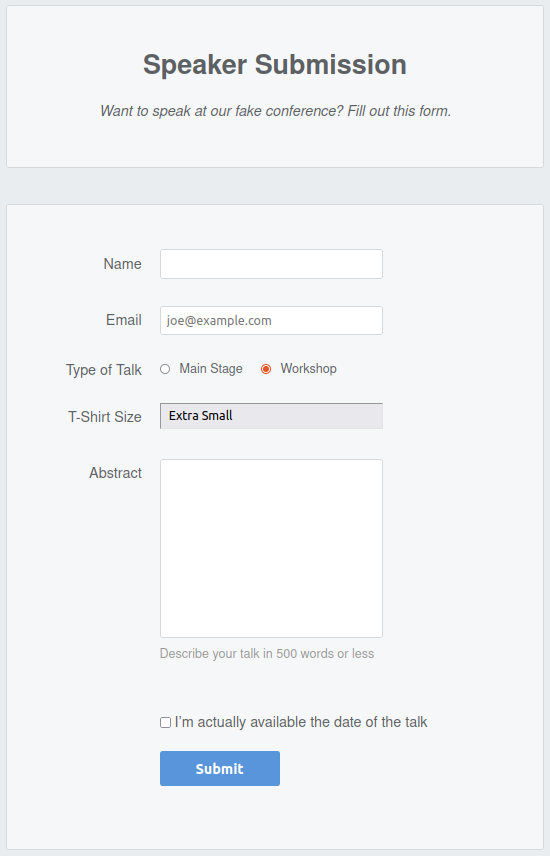 Speaker Submission
Want to speak at our fake conference? Fill out this form.
Name
Email joe@example.com
Type of Talk Main Stage Workshop
T-Shirt Size Extra Small
Abstract
Describe your talk in 500 words or less
I'm actually available the date of the talk
Submit